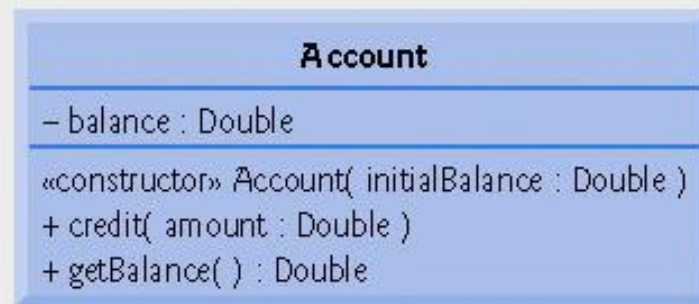 Account
– balance : Double
«constructor» Account( initialBalance : Double )
+ credit( amount : Double )
+ getBalance( ) : Double